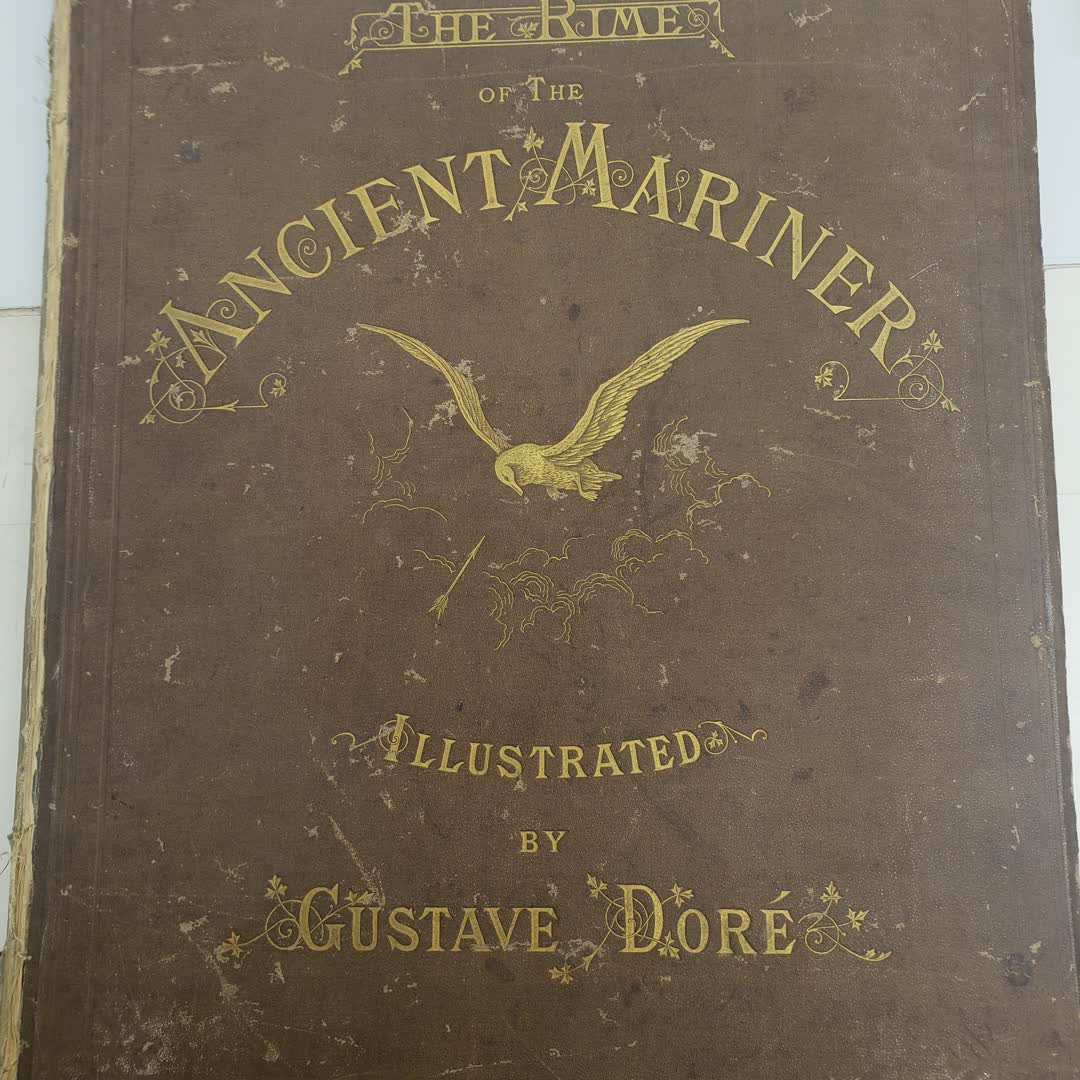 THE RIME
OF THE
ANCIENT MARINER
ILLUSTRATED
BY
GUSTAVE DORÉ